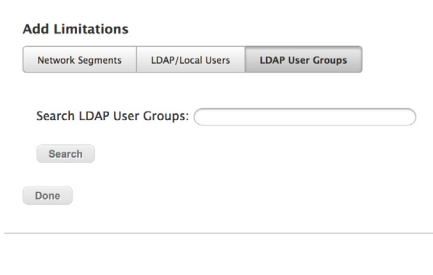 Add Limitations
Network Segments LDAP/Local Users LDAP User Groups
Search LDAP User Groups:
Search
Done